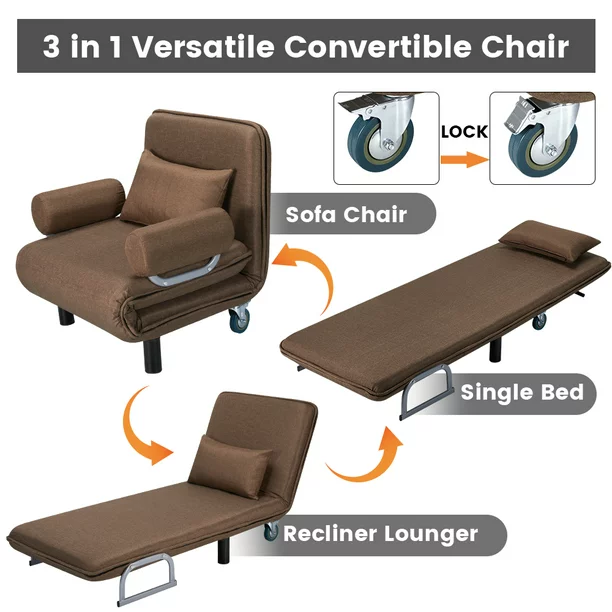 3 in 1 Versatile Convertible Chair
LOCK
Sofa Chair
Single Bed
Recliner Lounger